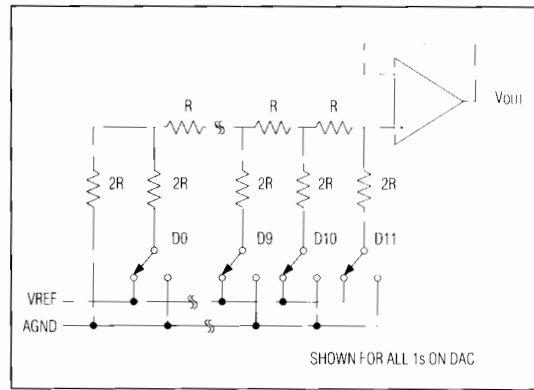 VOUT
R R R
2R 2R 2R 2R 2R
D0 D9 D10 D11
VREF
AGND
SHOWN FOR ALL 1s ON DAC